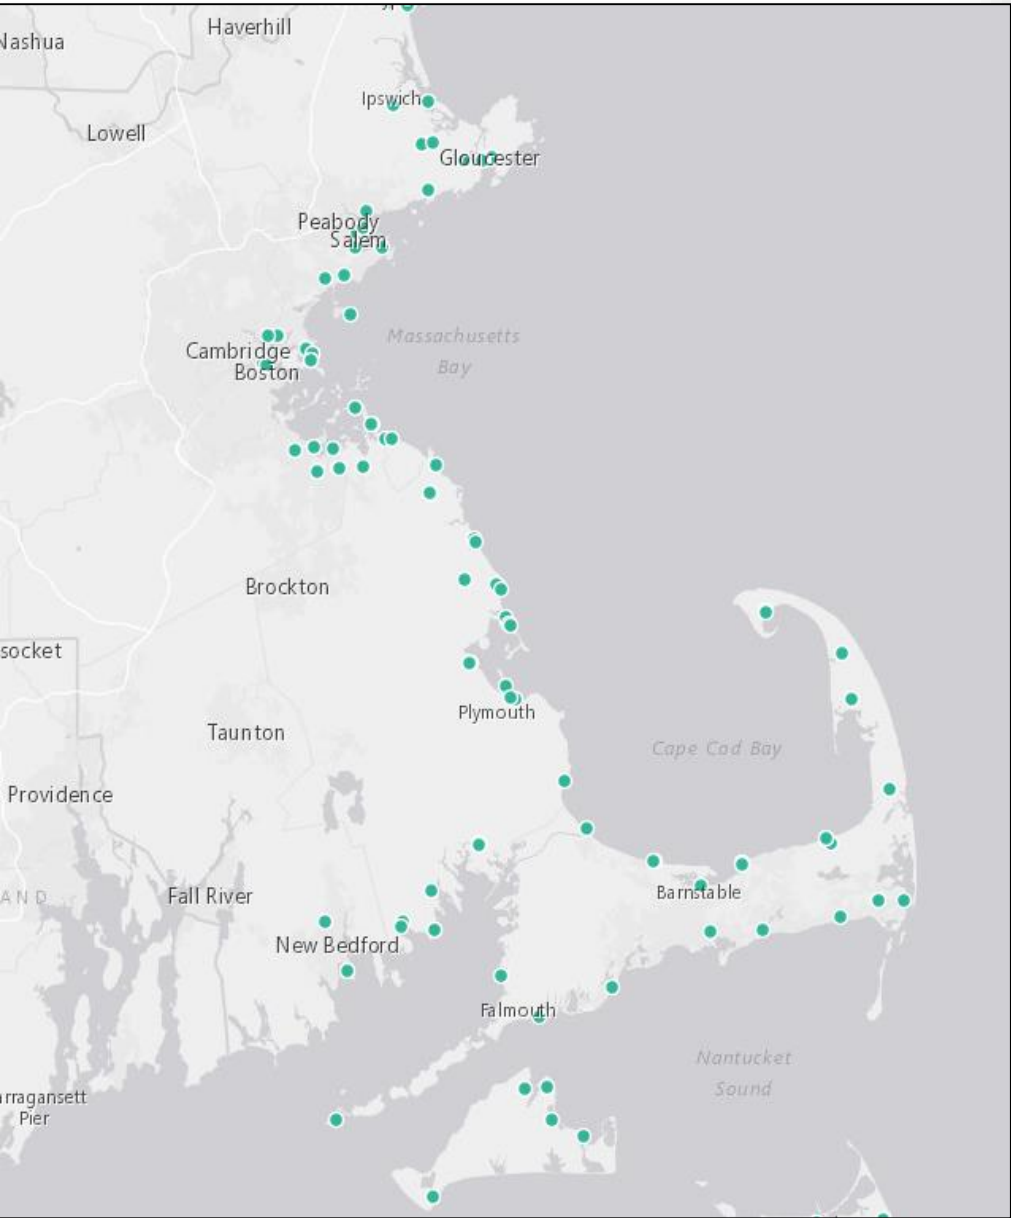 Haverhill
Nashua
Ipswich
Lowell
Gloucester
Peabody
Salem
Massachusetts
Bay
Cambridge
Boston
Brockton
socket
Plymouth
Taunton
Cape Cod Bay
Providence
Barnstable
AND
Fall River
New Bedford
Falmouth
Nantucket
Sound
arragansett
Pier